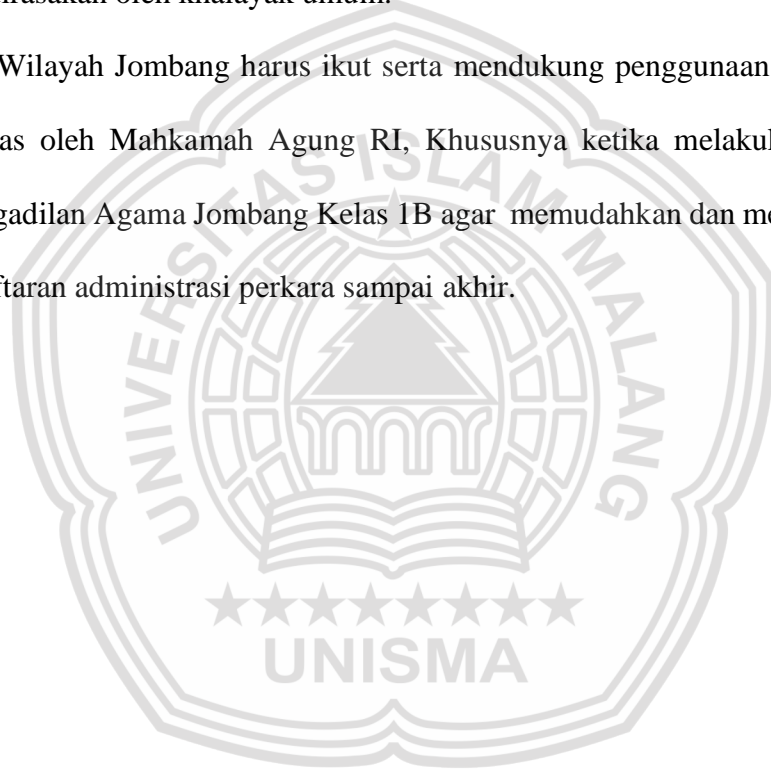 dirasakan oleh khalayak umum.
Wilayah Jombang harus ikut serta mendukung penggunaan
as oleh Mahkamah Agung RI, Khususnya ketika melakuk
gadilan Agama Jombang Kelas 1B agar memudahkan dan me
ftaran administrasi perkara sampai akhir.
UNIVERSITAS ISLAM MALANG
UNISMA